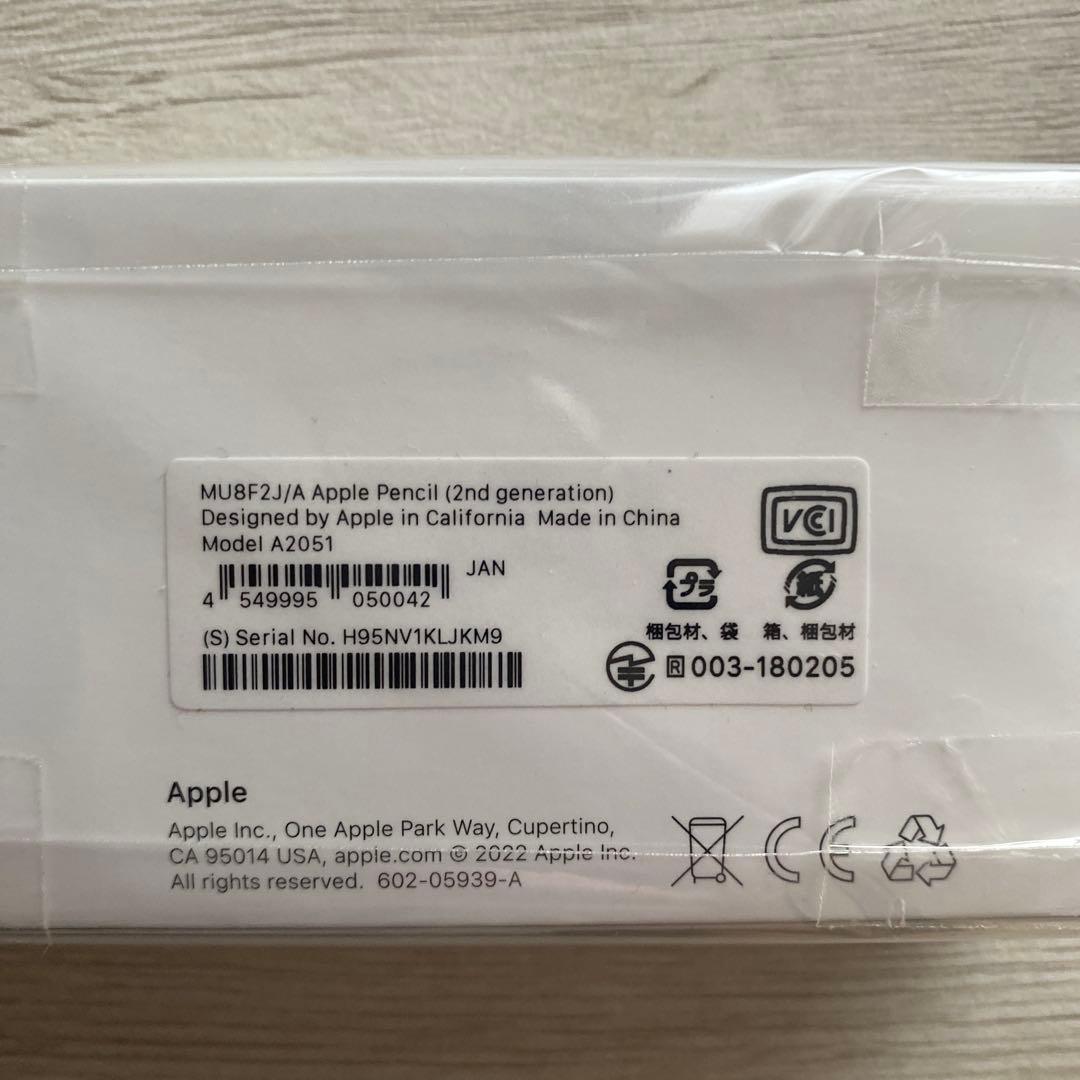 MU8F2J/A Apple Pencil (2nd generation)
Designed by Apple in California Made in China
Model A2051
JAN
4 549995 050042
(S) Serial No. H95NV1KLJKM9
VCCI
プラ 紙
梱包材、袋 箱、梱包材
R 003-180205
Apple
Apple Inc., One Apple Park Way, Cupertino,
CA 95014 USA, apple.com © 2022 Apple Inc.
All rights reserved. 602-05939-A
CE